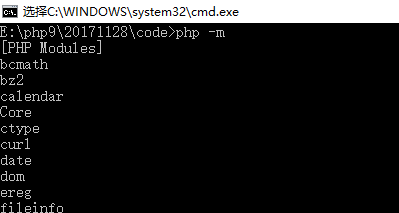 选择C:\WINDOWS\system32\cmd.exe
E:\php9\20171128\code>php -m
[PHP Modules]
bcmath
bz2
calendar
Core
ctype
curl
date
dom
ereg
fileinfo